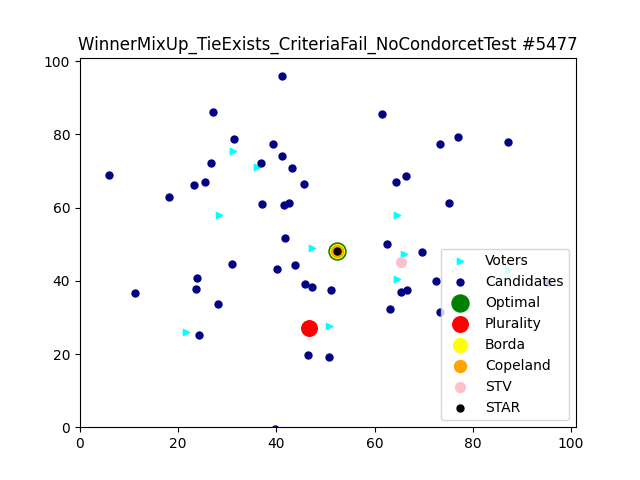 WinnerMixUp_TieExists_CriteriaFail_NoCondorcetTest #5477
100
80
60
40
20
0
0 20 40 60 80 100
Voters
Candidates
Optimal
Plurality
Borda
Copeland
STV
STAR